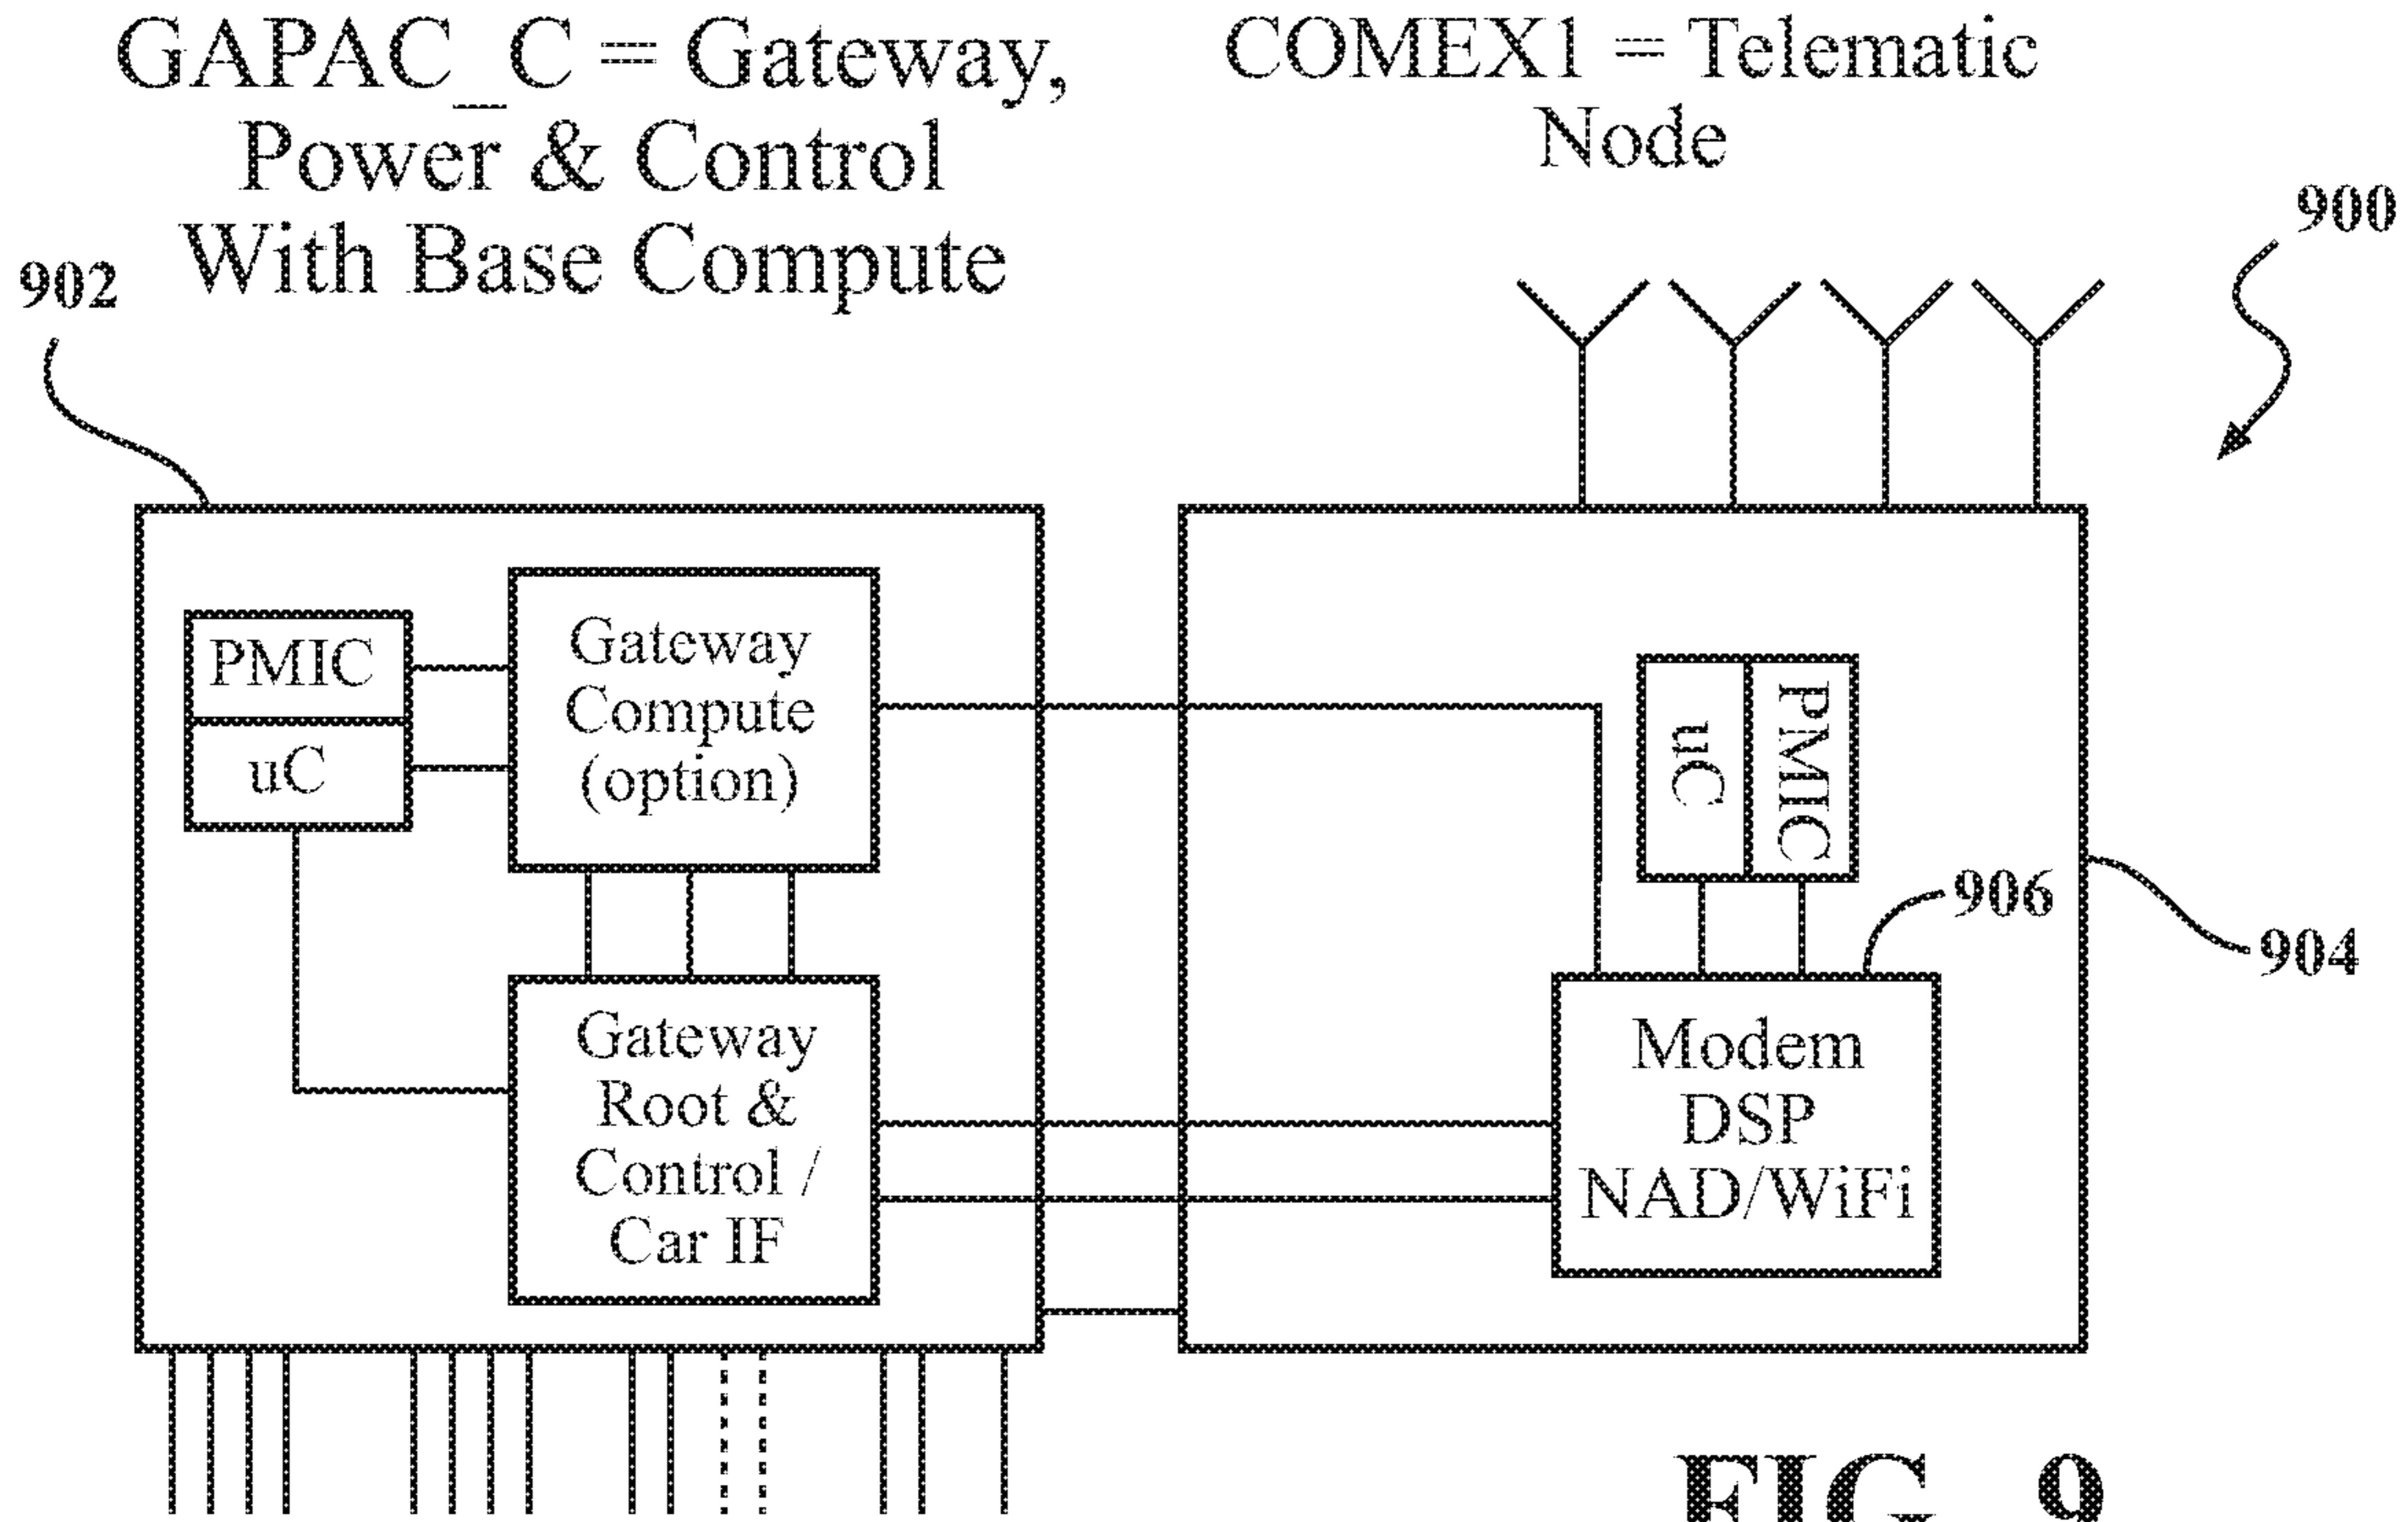 GAPAC_C = Gateway,
Power & Control
With Base Compute
COMEX1 = Telematic
Node
900
902
PMIC
uC
Gateway
Compute
(option)
Gateway
Root &
Control /
Car IF
uC
PMIC
906
904
Modem
DSP
NAD/WiFi
FIG. 9